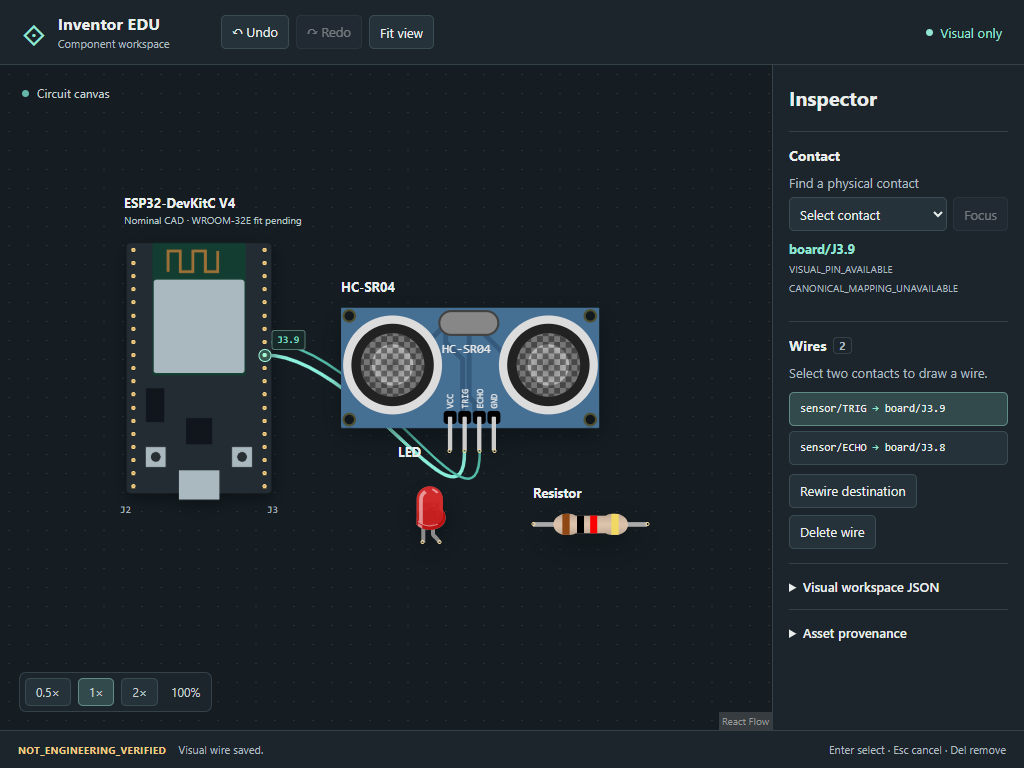 Inventor EDU
Component workspace
Undo
Redo
Fit view
Visual only
Circuit canvas
ESP32-DevKitC V4
Nominal CAD · WROOM-32E fit pending
J3.9
J2
J3
HC-SR04
HC-SR04
VCC
TRIG
ECHO
GND
LED
Resistor
0.5×
1×
2×
100%
React Flow
Inspector
Contact
Find a physical contact
Select contact
Focus
board/J3.9
VISUAL_PIN_AVAILABLE
CANONICAL_MAPPING_UNAVAILABLE
Wires 2
Select two contacts to draw a wire.
sensor/TRIG → board/J3.9
sensor/ECHO → board/J3.8
Rewire destination
Delete wire
Visual workspace JSON
Asset provenance
NOT_ENGINEERING_VERIFIED Visual wire saved.
Enter select · Esc cancel · Del remove